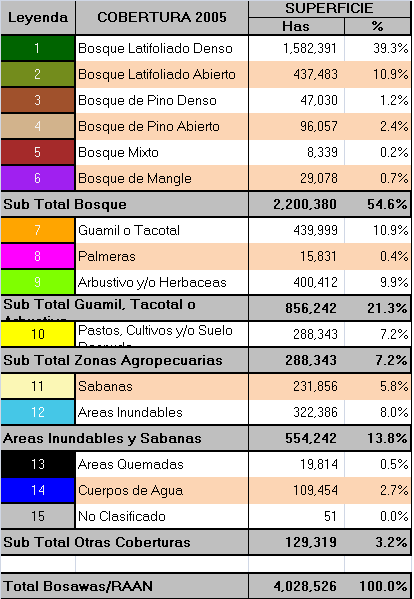 Leyenda COBERTURA 2005 SUPERFICIE
Has %
1 Bosque Latifoliado Denso 1,582,391 39.3%
2 Bosque Latifoliado Abierto 437,483 10.9%
3 Bosque de Pino Denso 47,030 1.2%
4 Bosque de Pino Abierto 96,057 2.4%
5 Bosque Mixto 8,339 0.2%
6 Bosque de Mangle 29,078 0.7%
Sub Total Bosque 2,200,380 54.6%
7 Guamil o Tacotal 439,999 10.9%
8 Palmeras 15,831 0.4%
9 Arbustivo y/o Herbaceas 400,412 9.9%
Sub Total Guamil, Tacotal o 856,242 21.3%
10 Pastos, Cultivos y/o Suelo 288,343 7.2%
Sub Total Zonas Agropecuarias 288,343 7.2%
11 Sabanas 231,856 5.8%
12 Areas Inundables 322,386 8.0%
Areas Inundables y Sabanas 554,242 13.8%
13 Areas Quemadas 19,814 0.5%
14 Cuerpos de Agua 109,454 2.7%
15 No Clasificado 51 0.0%
Sub Total Otras Coberturas 129,319 3.2%
Total Bosawas/RAAN 4,028,526 100.0%